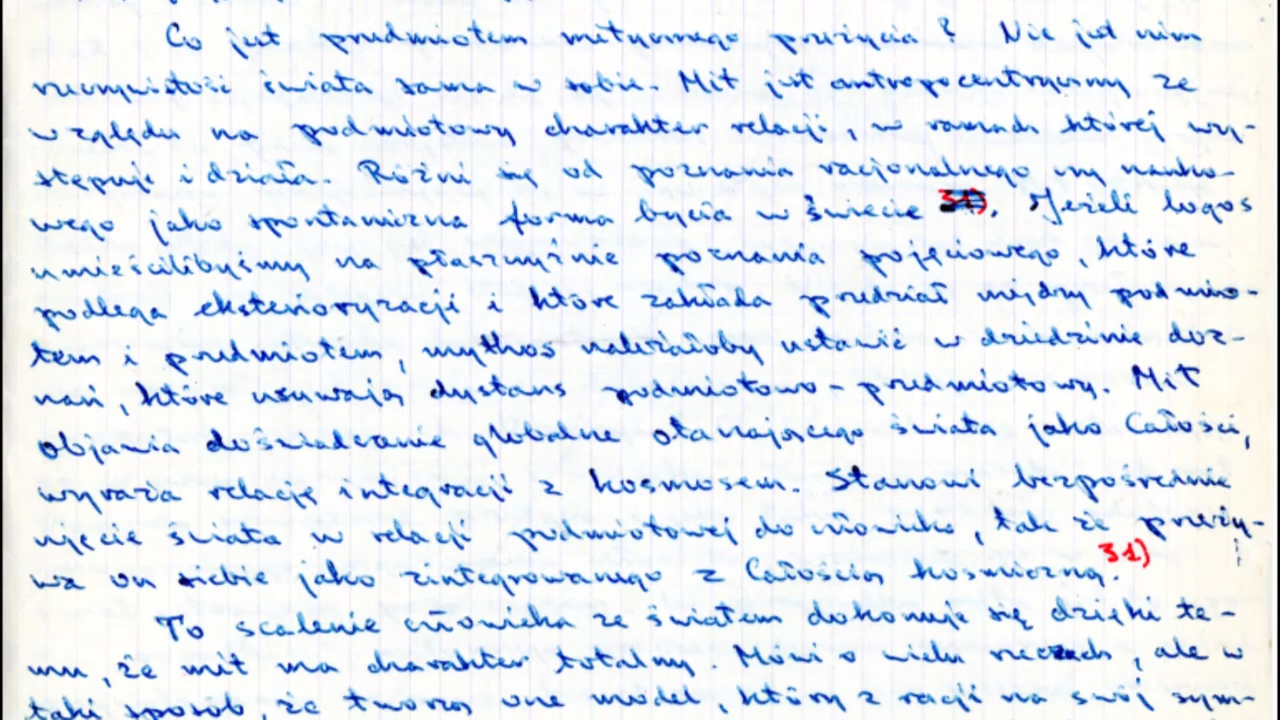 Co jest przedmiotem mitycznego przeżycia? Nie jest nim
rzeczywistość świata sama w sobie. Mit jest antropocentryczny ze
względu na podmiotowy charakter relacji, w ramach której wy-
stępuje i działa. Różni się od poznania racjonalnego czy nauko-
wego jako spontaniczna forma bycia w świecie. Jeżeli logos
umieścilibyśmy na płaszczyźnie poznania pojęciowego, które
podlega eksterioryzacji i które zakłada przedział między podmio-
tem i przedmiotem, mythos należałoby ustawić w dziedzinie doz-
nań, które usuwają dystans podmiotowo-przedmiotowy. Mit
objawia doświadczenie globalne otaczającego świata jako Całości,
wyraża relację integracji z kosmosem. Stanowi bezpośrednie
ujęcie świata w relacji podmiotowej do człowieka, tak że przeży-
wa on siebie jako zintegrowanego z Całością kosmiczną. 31)
To scalenie człowieka ze światem dokonuje się dzięki te-
mu, że mit ma charakter totalny. Mówi o wielu rzeczach, ale w
taki sposób, że tworzą one model, który z racji na swój sym-